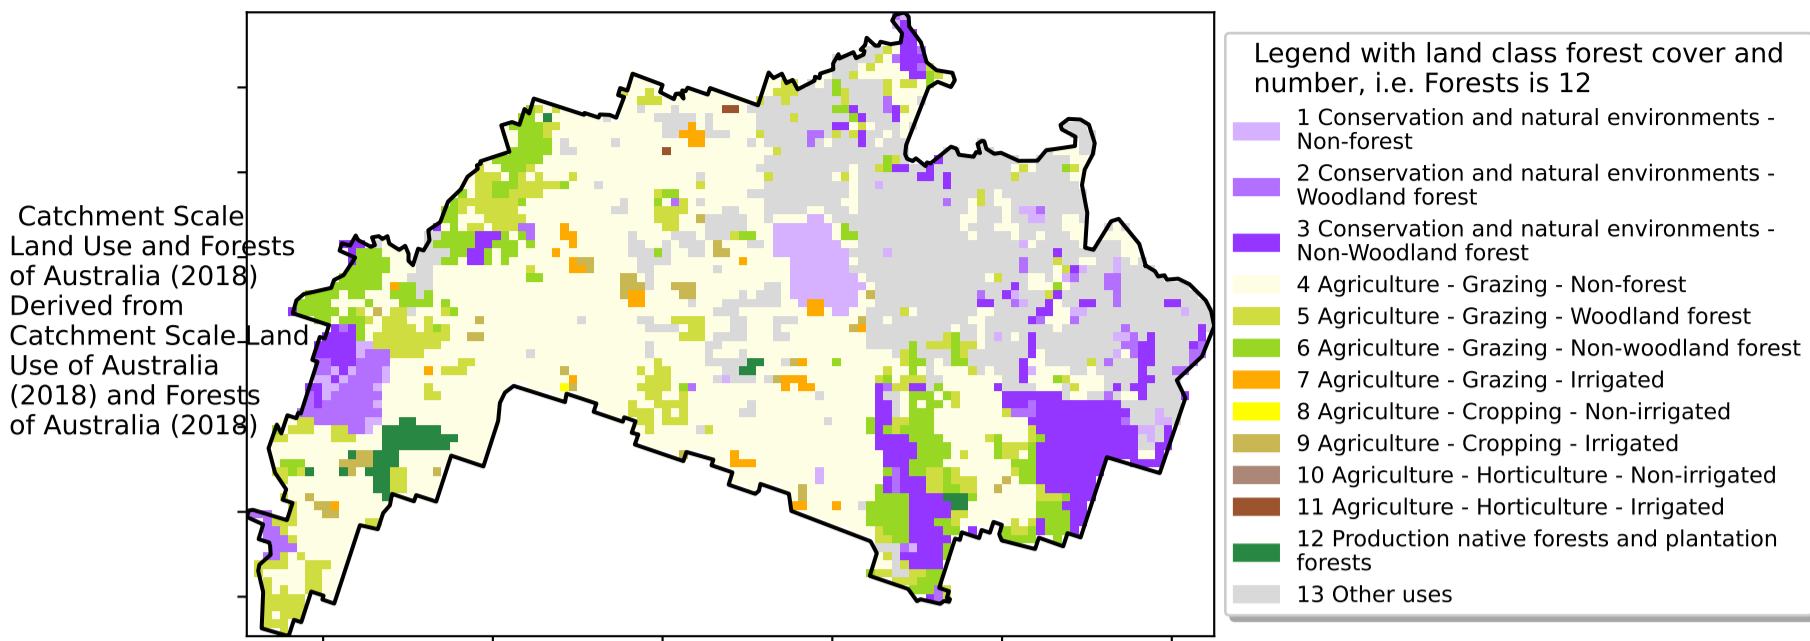 Catchment Scale
Land Use and Forests
of Australia (2018)
Derived from
Catchment Scale Land
Use of Australia
(2018) and Forests
of Australia (2018)
Legend with land class forest cover and
number, i.e. Forests is 12
1 Conservation and natural environments -
Non-forest
2 Conservation and natural environments -
Woodland forest
3 Conservation and natural environments -
Non-Woodland forest
4 Agriculture - Grazing - Non-forest
5 Agriculture - Grazing - Woodland forest
6 Agriculture - Grazing - Non-woodland forest
7 Agriculture - Grazing - Irrigated
8 Agriculture - Cropping - Non-irrigated
9 Agriculture - Cropping - Irrigated
10 Agriculture - Horticulture - Non-irrigated
11 Agriculture - Horticulture - Irrigated
12 Production native forests and plantation
forests
13 Other uses